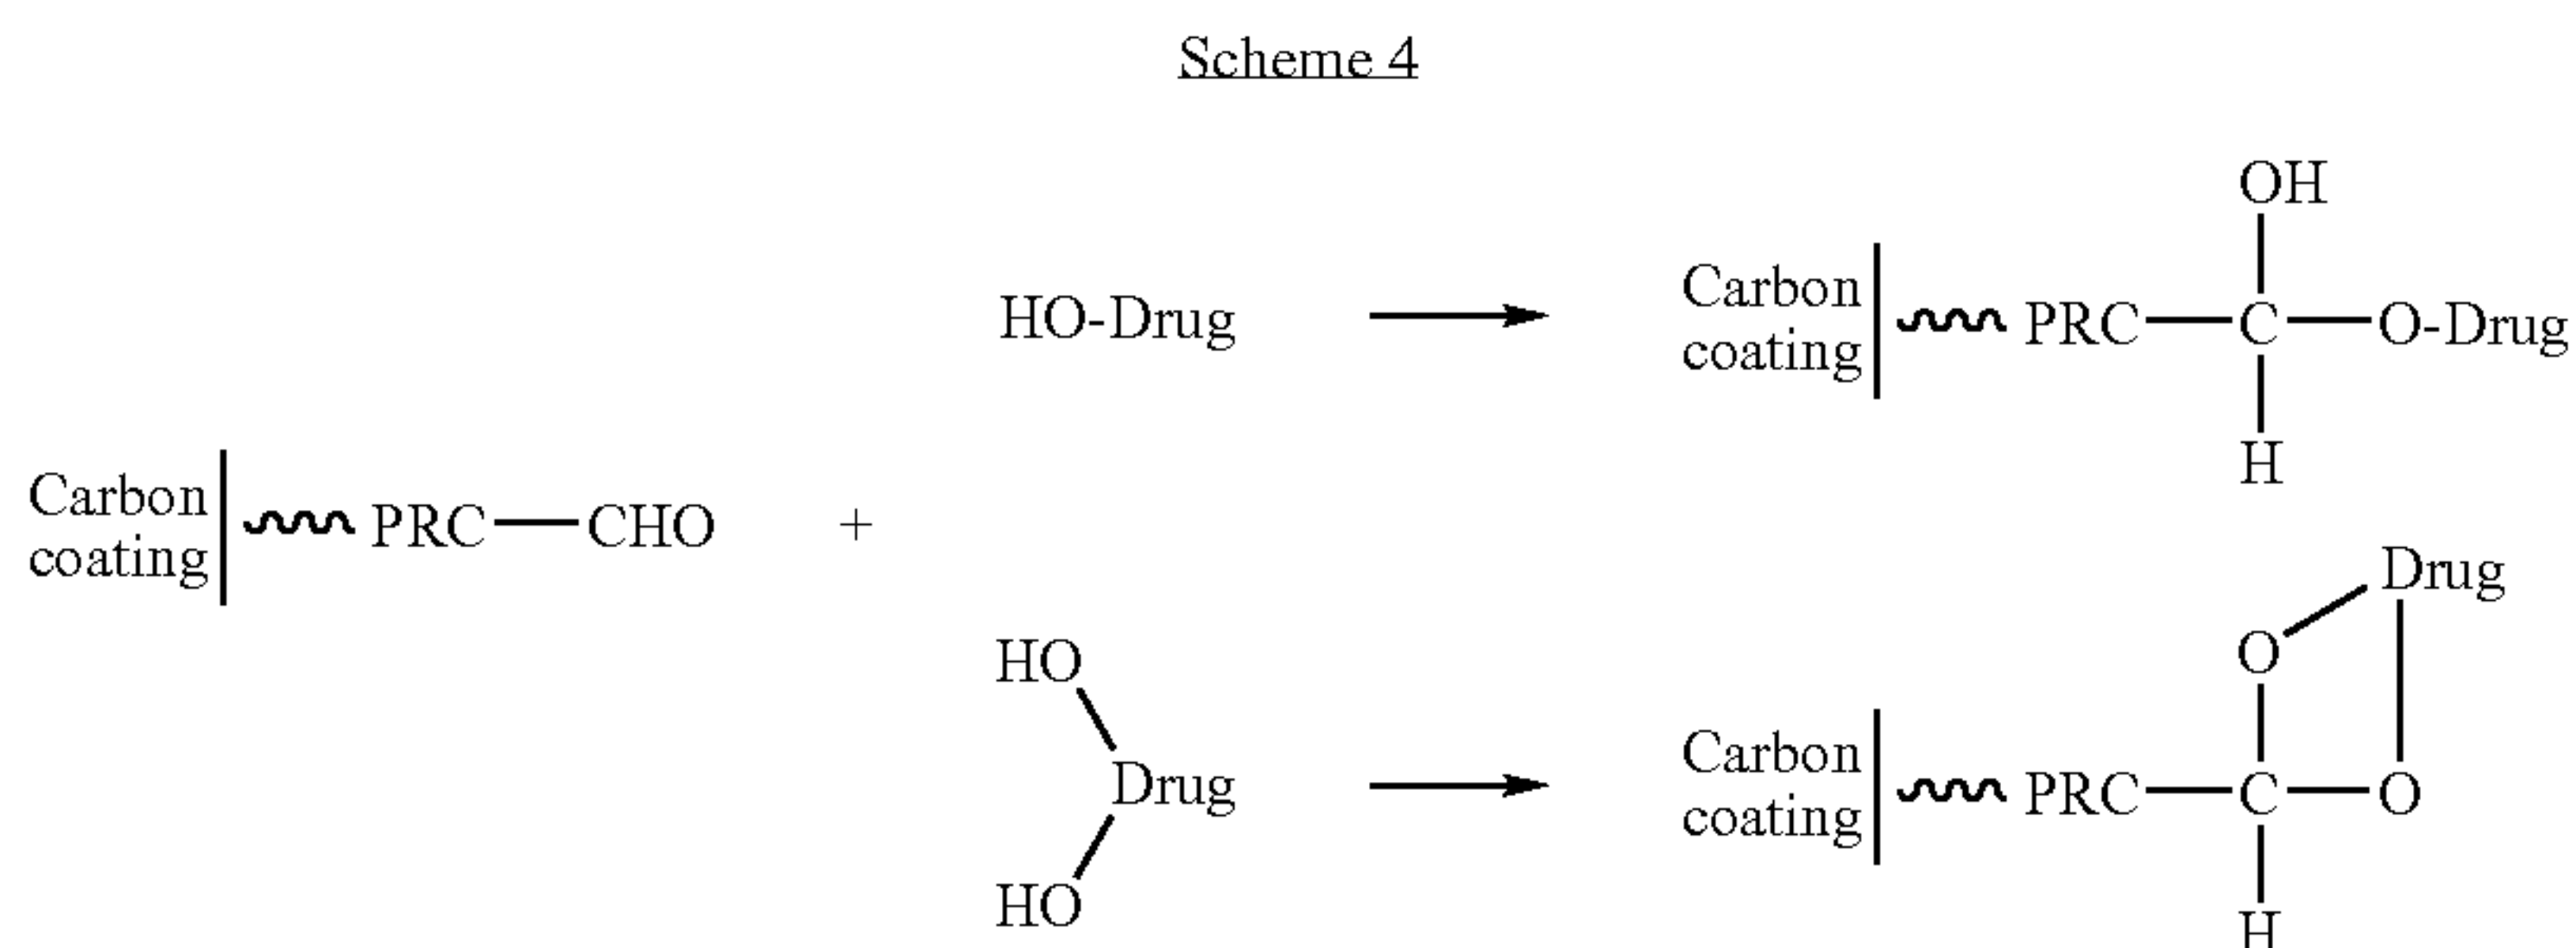 Scheme 4
OH
HO-Drug
Carbon
coating
PRC
C
O-Drug
H
Carbon
coating
PRC
CHO
+
Drug
HO
O
HO
Drug
Carbon
coating
PRC
C
O
H